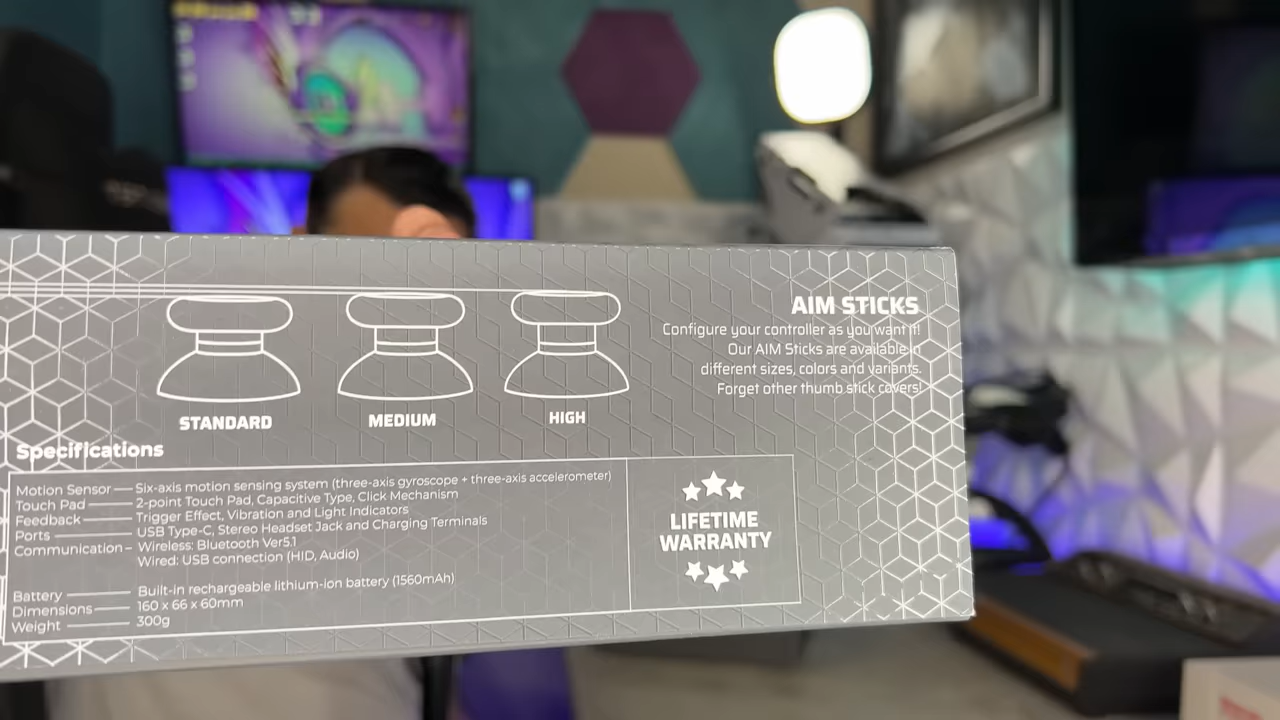 AIM STICKS
Configure your controller as you want it!
Our AIM Sticks are available in
different sizes, colors and variants.
Forget other thumb stick covers!
STANDARD
MEDIUM
HIGH
Specifications
Motion Sensor — Six-axis motion sensing system (three-axis gyroscope + three-axis accelerometer)
Touch Pad — 2-point Touch Pad, Capacitive Type, Click Mechanism
Feedback — Trigger Effect, Vibration and Light Indicators
Ports — USB Type-C, Stereo Headset Jack and Charging Terminals
Communication – Wireless: Bluetooth Ver5.1
Wired: USB connection (HID, Audio)
Battery — Built-in rechargeable lithium-ion battery (1560mAh)
Dimensions — 160 x 66 x 60mm
Weight — 300g
LIFETIME
WARRANTY